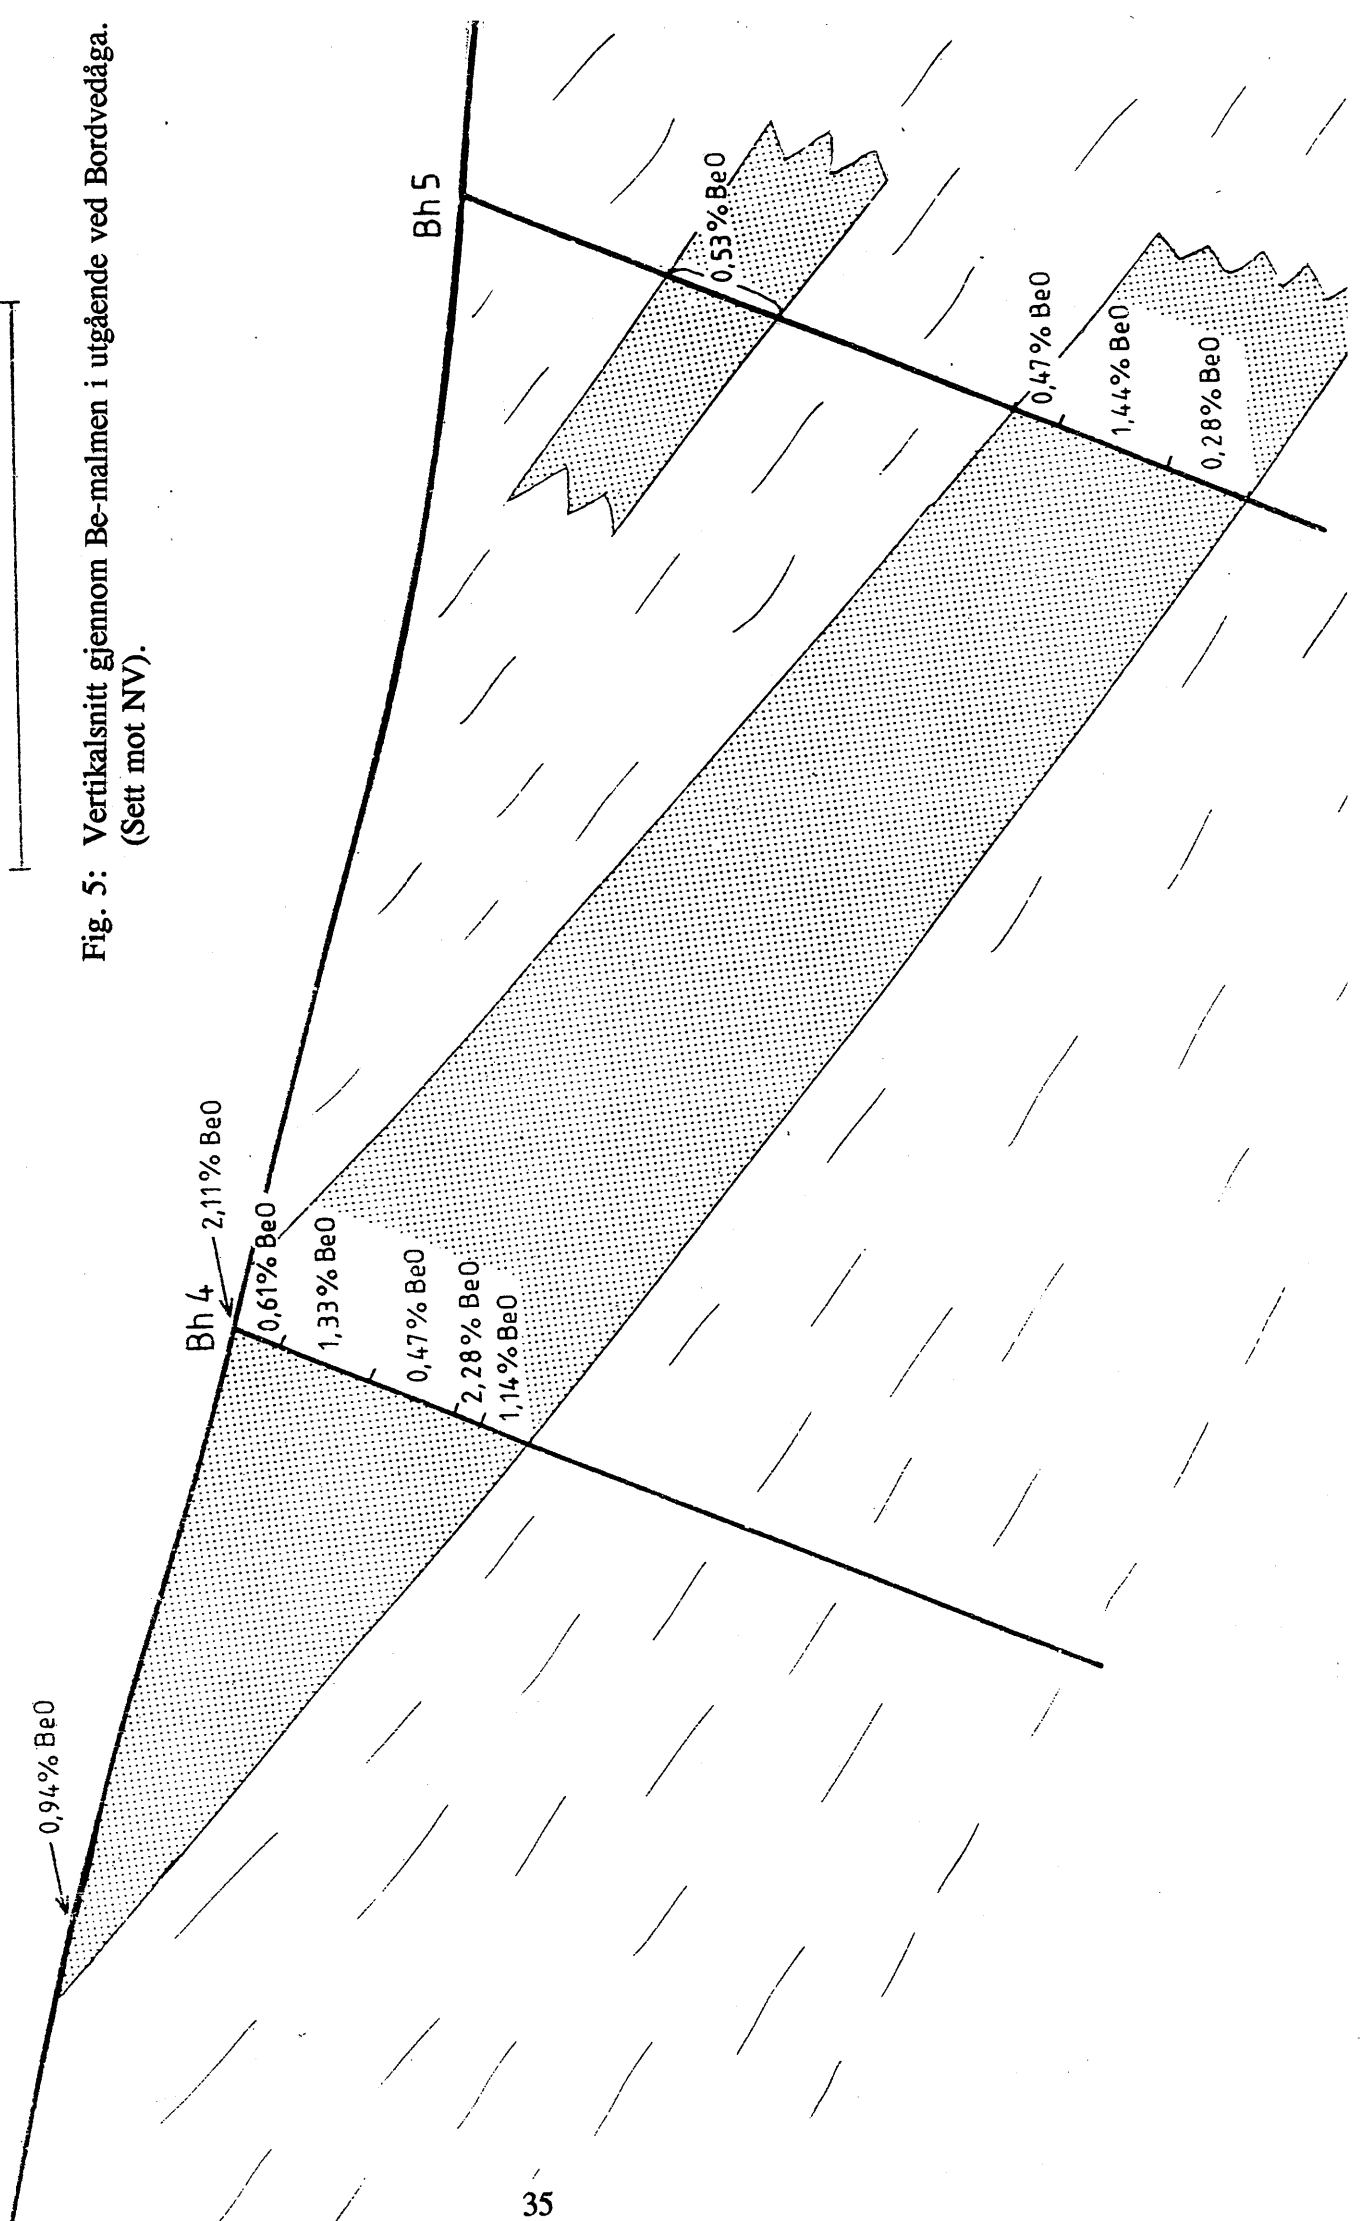 Fig. 5: Vertikalsnitt gjennom Be-malmen i utgående ved Bordvedåga.
(Sett mot NV).
0,94% BeO
Bh 4
2,11% BeO
0,61% BeO
1,33% BeO
0,47% BeO
2,28% BeO
1,14% BeO
Bh 5
0,53% BeO
0,47% BeO
1,44% BeO
0,28% BeO
35